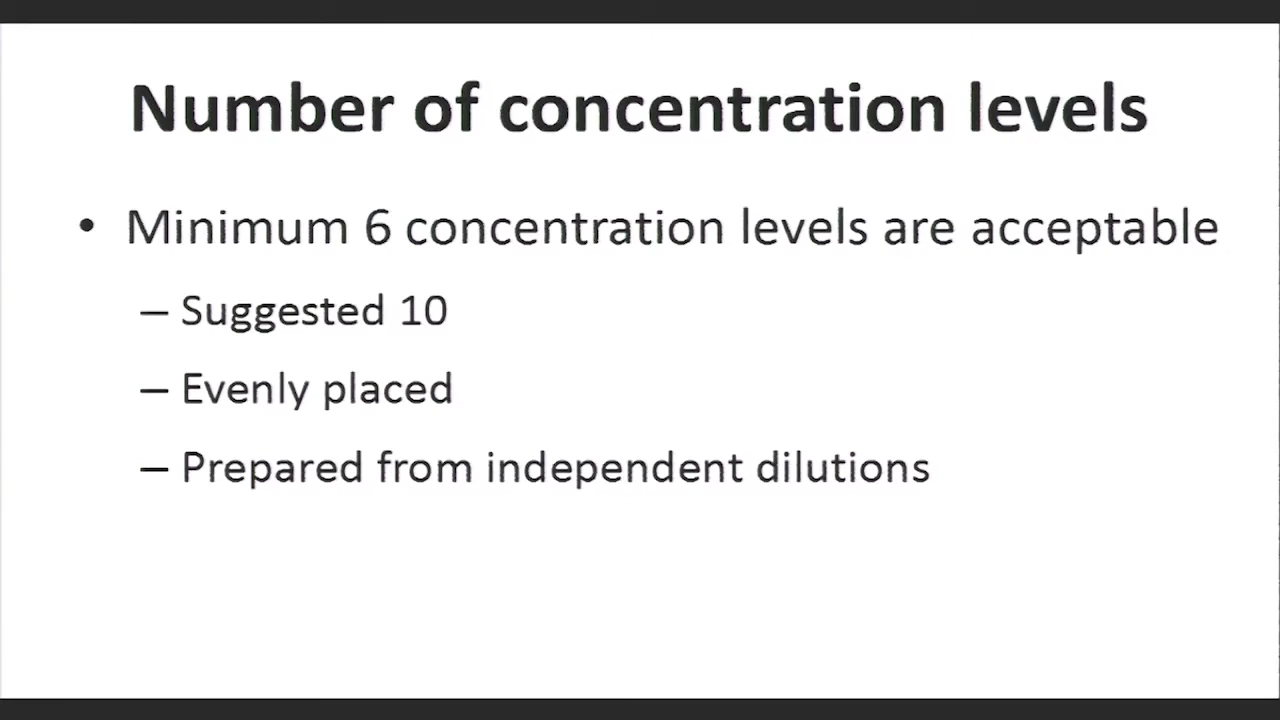 Number of concentration levels
• Minimum 6 concentration levels are acceptable
– Suggested 10
– Evenly placed
– Prepared from independent dilutions